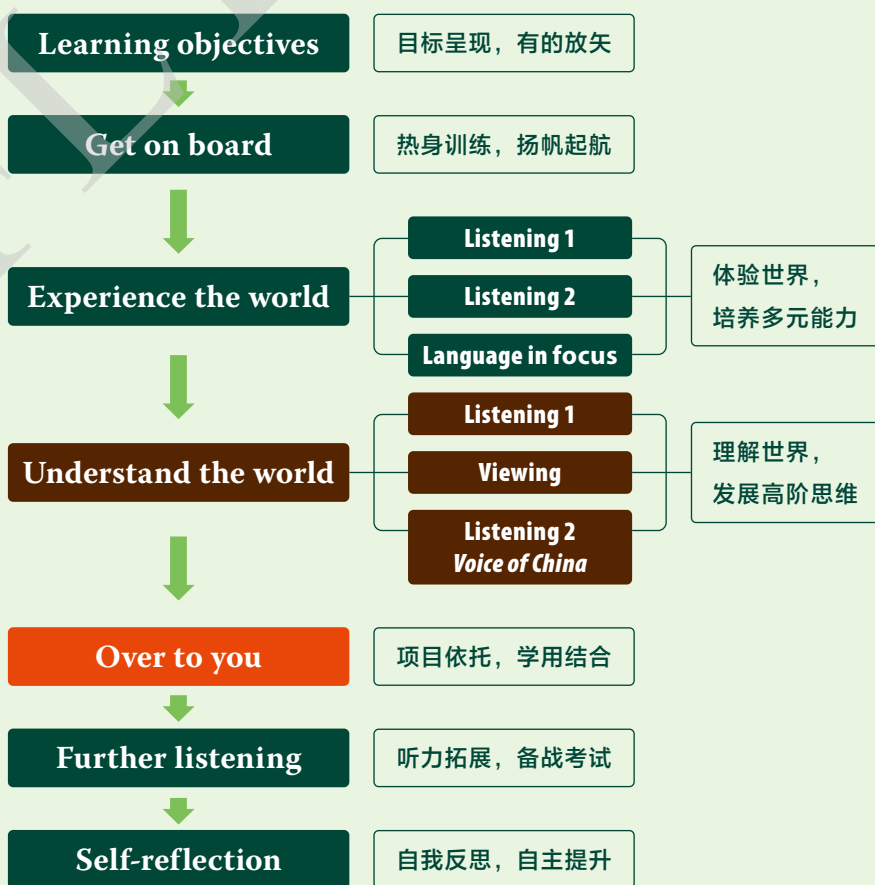 Learning objectives
目标呈现，有的放矢
Get on board
热身训练，扬帆起航
Experience the world
Listening 1
Listening 2
Language in focus
体验世界，
培养多元能力
Understand the world
Listening 1
Viewing
Listening 2
Voice of China
理解世界，
发展高阶思维
Over to you
项目依托，学用结合
Further listening
听力拓展，备战考试
Self-reflection
自我反思，自主提升